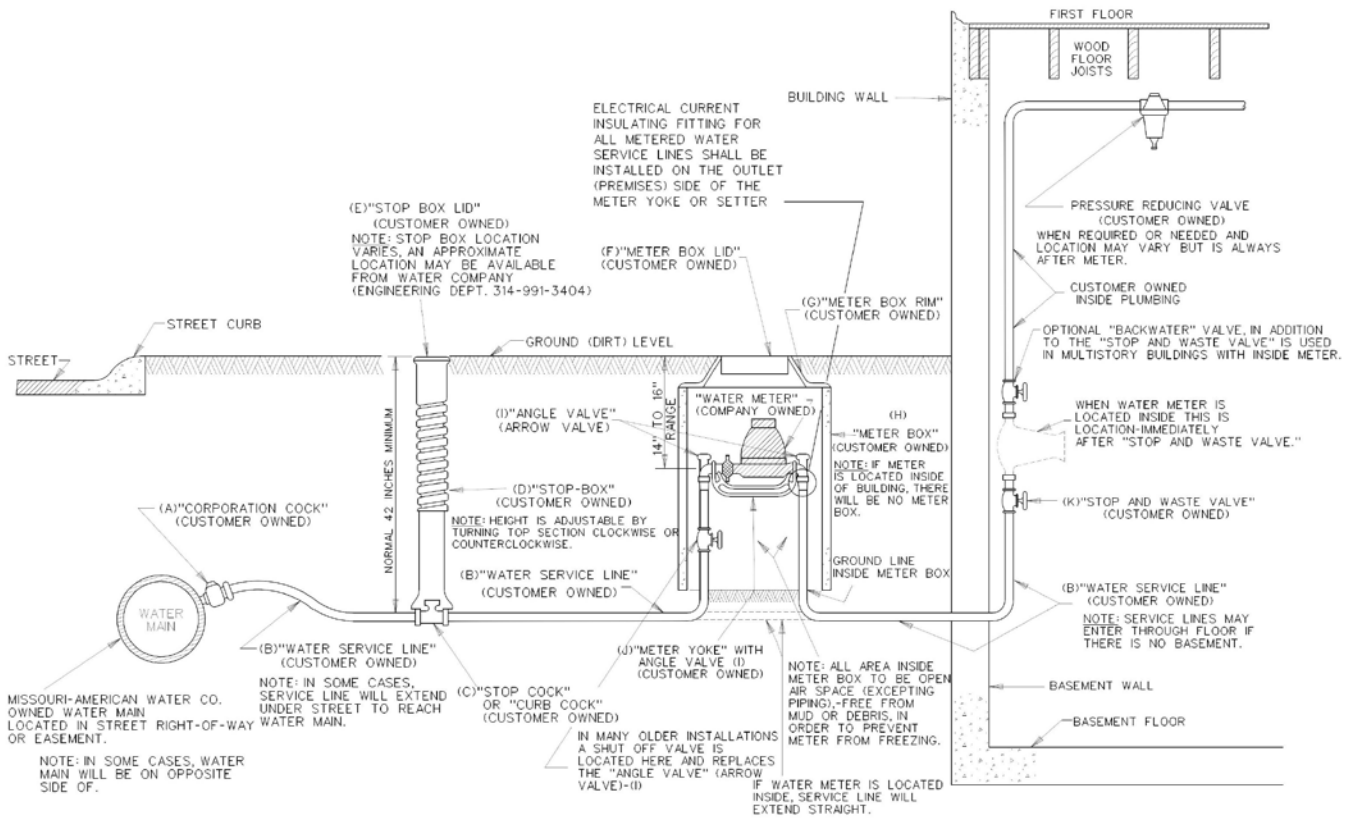 FIRST FLOOR
WOOD
FLOOR
JOISTS
BUILDING WALL
ELECTRICAL CURRENT
INSULATING FITTING FOR
ALL METERED WATER
SERVICE LINES SHALL BE
INSTALLED ON THE OUTLET
(PREMISES) SIDE OF THE
METER YOKE OR SETTER
(E)"STOP BOX LID"
(CUSTOMER OWNED)
NOTE: STOP BOX LOCATION
VARIES, AN APPROXIMATE
LOCATION MAY BE AVAILABLE
FROM WATER COMPANY
(ENGINEERING DEPT. 314-991-3404)
(F)"METER BOX LID"
(CUSTOMER OWNED)
PRESSURE REDUCING VALVE
(CUSTOMER OWNED)
WHEN REQUIRED OR NEEDED AND
LOCATION MAY VARY BUT IS ALWAYS
AFTER METER.
(G)"METER BOX RIM"
(CUSTOMER OWNED)
CUSTOMER OWNED
INSIDE PLUMBING
STREET CURB
STREET
GROUND (DIRT) LEVEL
OPTIONAL "BACKWATER" VALVE, IN ADDITION
TO THE "STOP AND WASTE VALVE" IS USED
IN MULTISTORY BUILDINGS WITH INSIDE METER.
NORMAL 42 INCHES MINIMUM
14" TO 16"
RANGE
"WATER METER"
(COMPANY OWNED)
(I)"ANGLE VALVE"
(ARROW VALVE)
(H)
"METER BOX"
(CUSTOMER OWNED)
NOTE: IF METER
IS LOCATED INSIDE
OF BUILDING, THERE
WILL BE NO METER
BOX.
WHEN WATER METER IS
LOCATED INSIDE THIS IS
LOCATION-IMMEDIATELY
AFTER "STOP AND WASTE VALVE."
(D)"STOP-BOX"
(CUSTOMER OWNED)
NOTE: HEIGHT IS ADJUSTABLE BY
TURNING TOP SECTION CLOCKWISE OR
COUNTERCLOCKWISE.
(K)"STOP AND WASTE VALVE"
(CUSTOMER OWNED)
(A)"CORPORATION COCK"
(CUSTOMER OWNED)
GROUND LINE
INSIDE METER BOX
(B)"WATER SERVICE LINE"
(CUSTOMER OWNED)
(B)"WATER SERVICE LINE"
(CUSTOMER OWNED)
NOTE: SERVICE LINES MAY
ENTER THROUGH FLOOR IF
THERE IS NO BASEMENT.
WATER
MAIN
(B)"WATER SERVICE LINE"
(CUSTOMER OWNED)
NOTE: IN SOME CASES,
SERVICE LINE WILL EXTEND
UNDER STREET TO REACH
WATER MAIN.
(J)"METER YOKE" WITH
ANGLE VALVE (I)
(CUSTOMER OWNED)
NOTE: ALL AREA INSIDE
METER BOX TO BE OPEN
AIR SPACE (EXCEPTING
PIPING),-FREE FROM
MUD OR DEBRIS, IN
ORDER TO PREVENT
METER FROM FREEZING.
(C)"STOP COCK"
OR "CURB COCK"
(CUSTOMER OWNED)
BASEMENT WALL
BASEMENT FLOOR
MISSOURI-AMERICAN WATER CO.
OWNED WATER MAIN
LOCATED IN STREET RIGHT-OF-WAY
OR EASEMENT.
NOTE: IN SOME CASES, WATER
MAIN WILL BE ON OPPOSITE
SIDE OF.
IN MANY OLDER INSTALLATIONS
A SHUT OFF VALVE IS
LOCATED HERE AND REPLACES
THE "ANGLE VALVE" (ARROW
VALVE)-(I)
IF WATER METER IS LOCATED
INSIDE, SERVICE LINE WILL
EXTEND STRAIGHT.